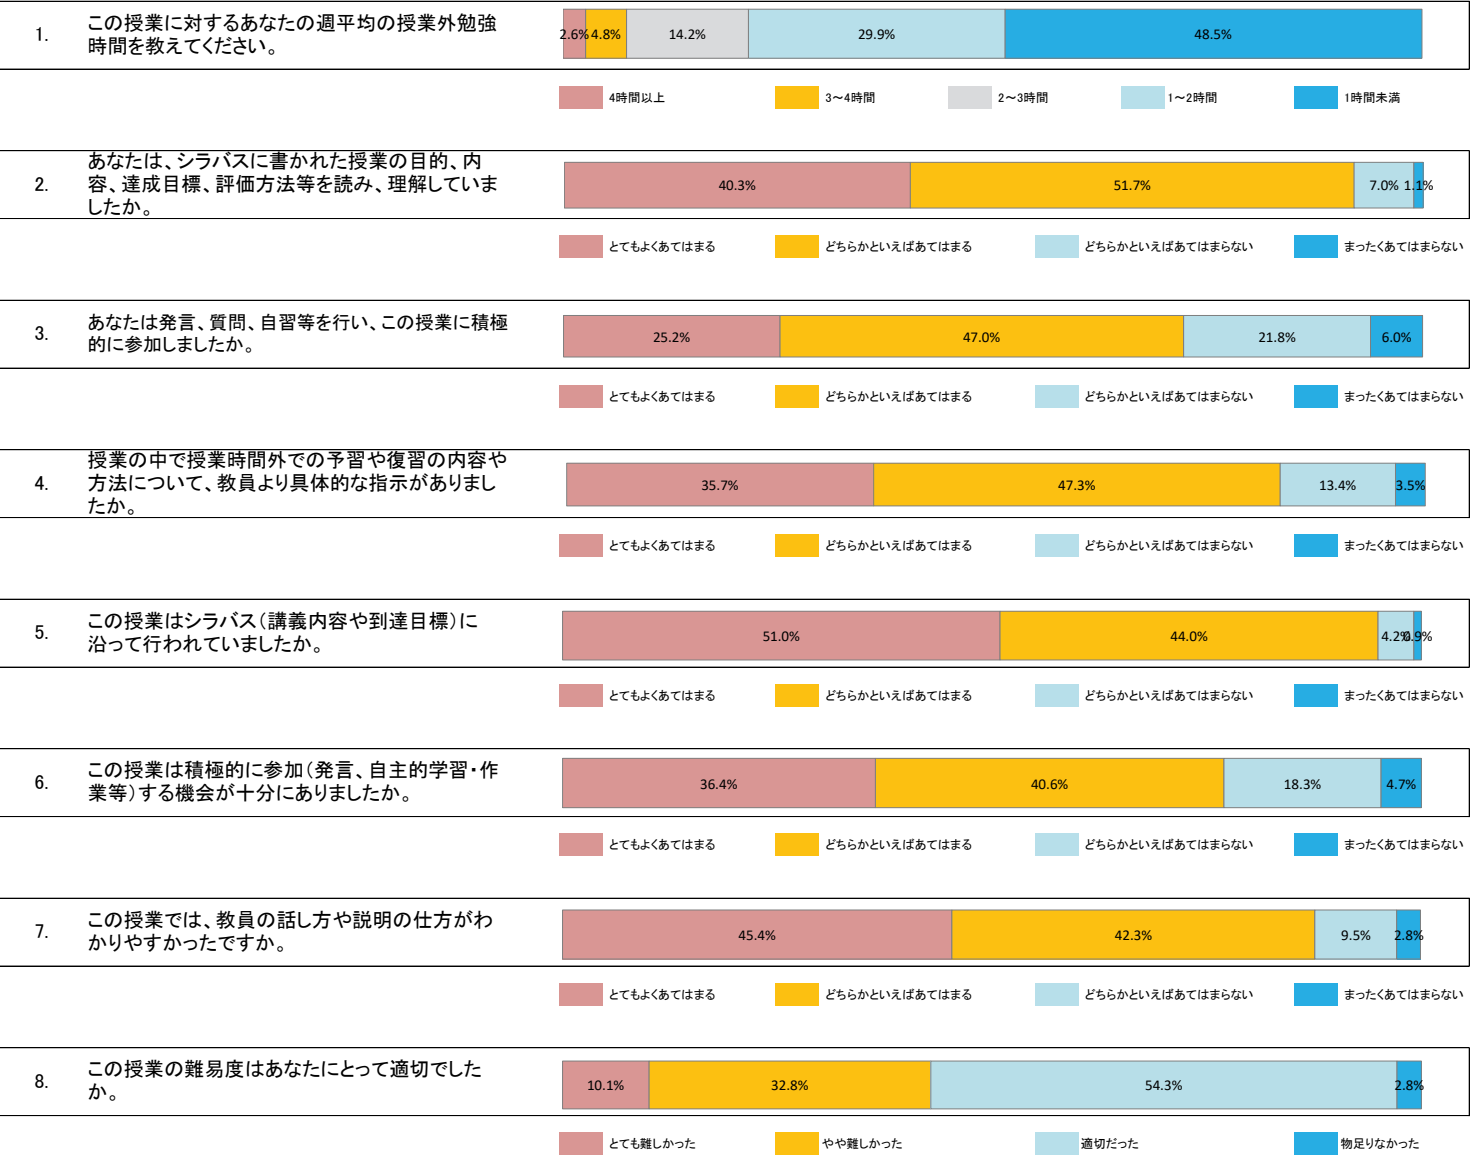 1.
この授業に対するあなたの週平均の授業外勉強
時間を教えてください。
2.6% 4.8% 14.2% 29.9% 48.5%
4時間以上 3～4時間 2～3時間 1～2時間 1時間未満
2.
あなたは、シラバスに書かれた授業の目的、内
容、達成目標、評価方法等を読み、理解していま
したか。
40.3% 51.7% 7.0% 1.1%
とてもよくあてはまる どちらかといえばあてはまる どちらかといえばあてはまらない まったくあてはまらない
3.
あなたは発言、質問、自習等を行い、この授業に積極
的に参加しましたか。
25.2% 47.0% 21.8% 6.0%
とてもよくあてはまる どちらかといえばあてはまる どちらかといえばあてはまらない まったくあてはまらない
4.
授業の中で授業時間外での予習や復習の内容や
方法について、教員より具体的な指示がありまし
たか。
35.7% 47.3% 13.4% 3.5%
とてもよくあてはまる どちらかといえばあてはまる どちらかといえばあてはまらない まったくあてはまらない
5.
この授業はシラバス（講義内容や到達目標）に
沿って行われていましたか。
51.0% 44.0% 4.2% 0.9%
とてもよくあてはまる どちらかといえばあてはまる どちらかといえばあてはまらない まったくあてはまらない
6.
この授業は積極的に参加（発言、自主的学習・作
業等）する機会が十分にありましたか。
36.4% 40.6% 18.3% 4.7%
とてもよくあてはまる どちらかといえばあてはまる どちらかといえばあてはまらない まったくあてはまらない
7.
この授業では、教員の話し方や説明の仕方がわ
かりやすかったですか。
45.4% 42.3% 9.5% 2.8%
とてもよくあてはまる どちらかといえばあてはまる どちらかといえばあてはまらない まったくあてはまらない
8.
この授業の難易度はあなたにとって適切でした
か。
10.1% 32.8% 54.3% 2.8%
とても難しかった やや難しかった 適切だった 物足りなかった